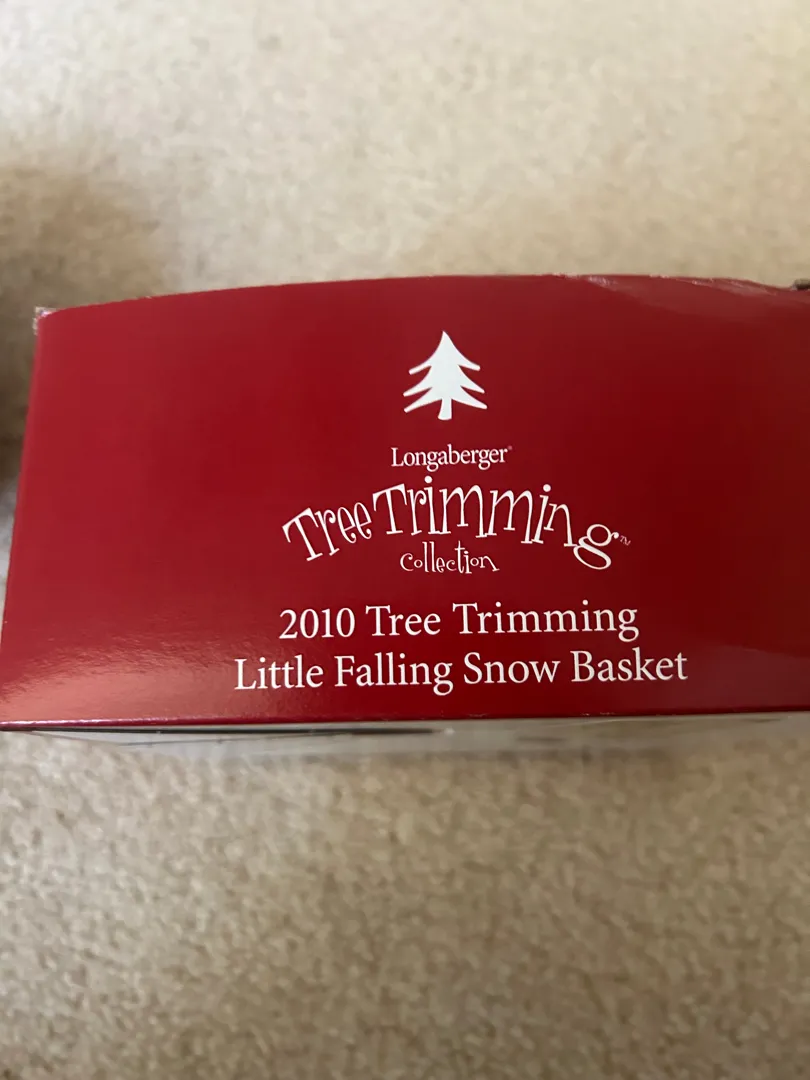 Longaberger®
Tree Trimming™
Collection
2010 Tree Trimming
Little Falling Snow Basket